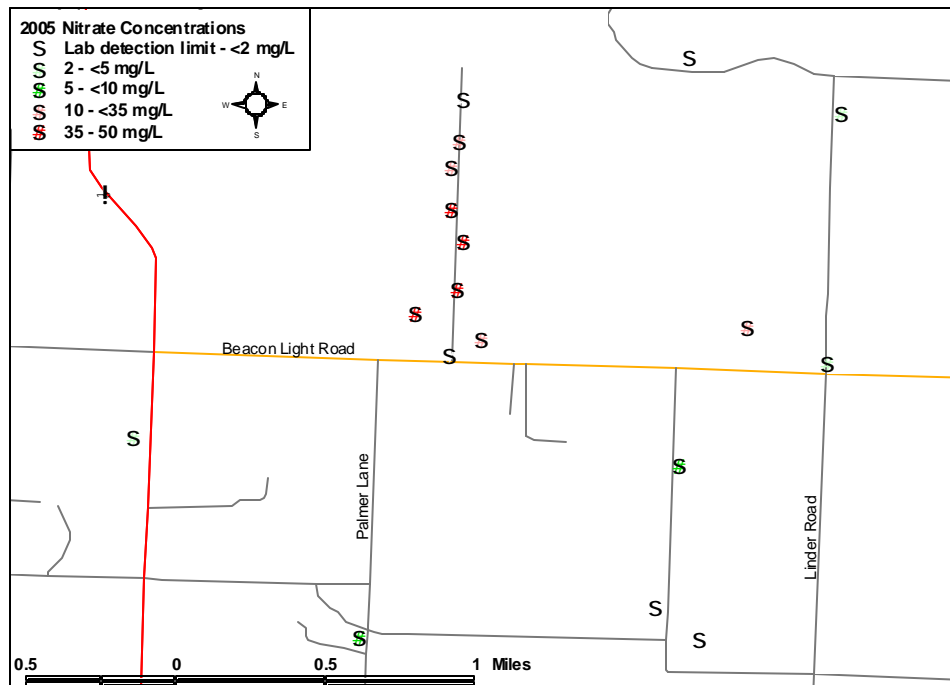 2005 Nitrate Concentrations
S Lab detection limit - <2 mg/L
S 2 - <5 mg/L
S 5 - <10 mg/L
S 10 - <35 mg/L
S 35 - 50 mg/L
N
W E
S
S
S
S
S
S
S
S
S
S
S
S
S
Beacon Light Road
S
S
S
S
Palmer Lane
Linder Road
S
S
S
0.5 0 0.5 1 Miles